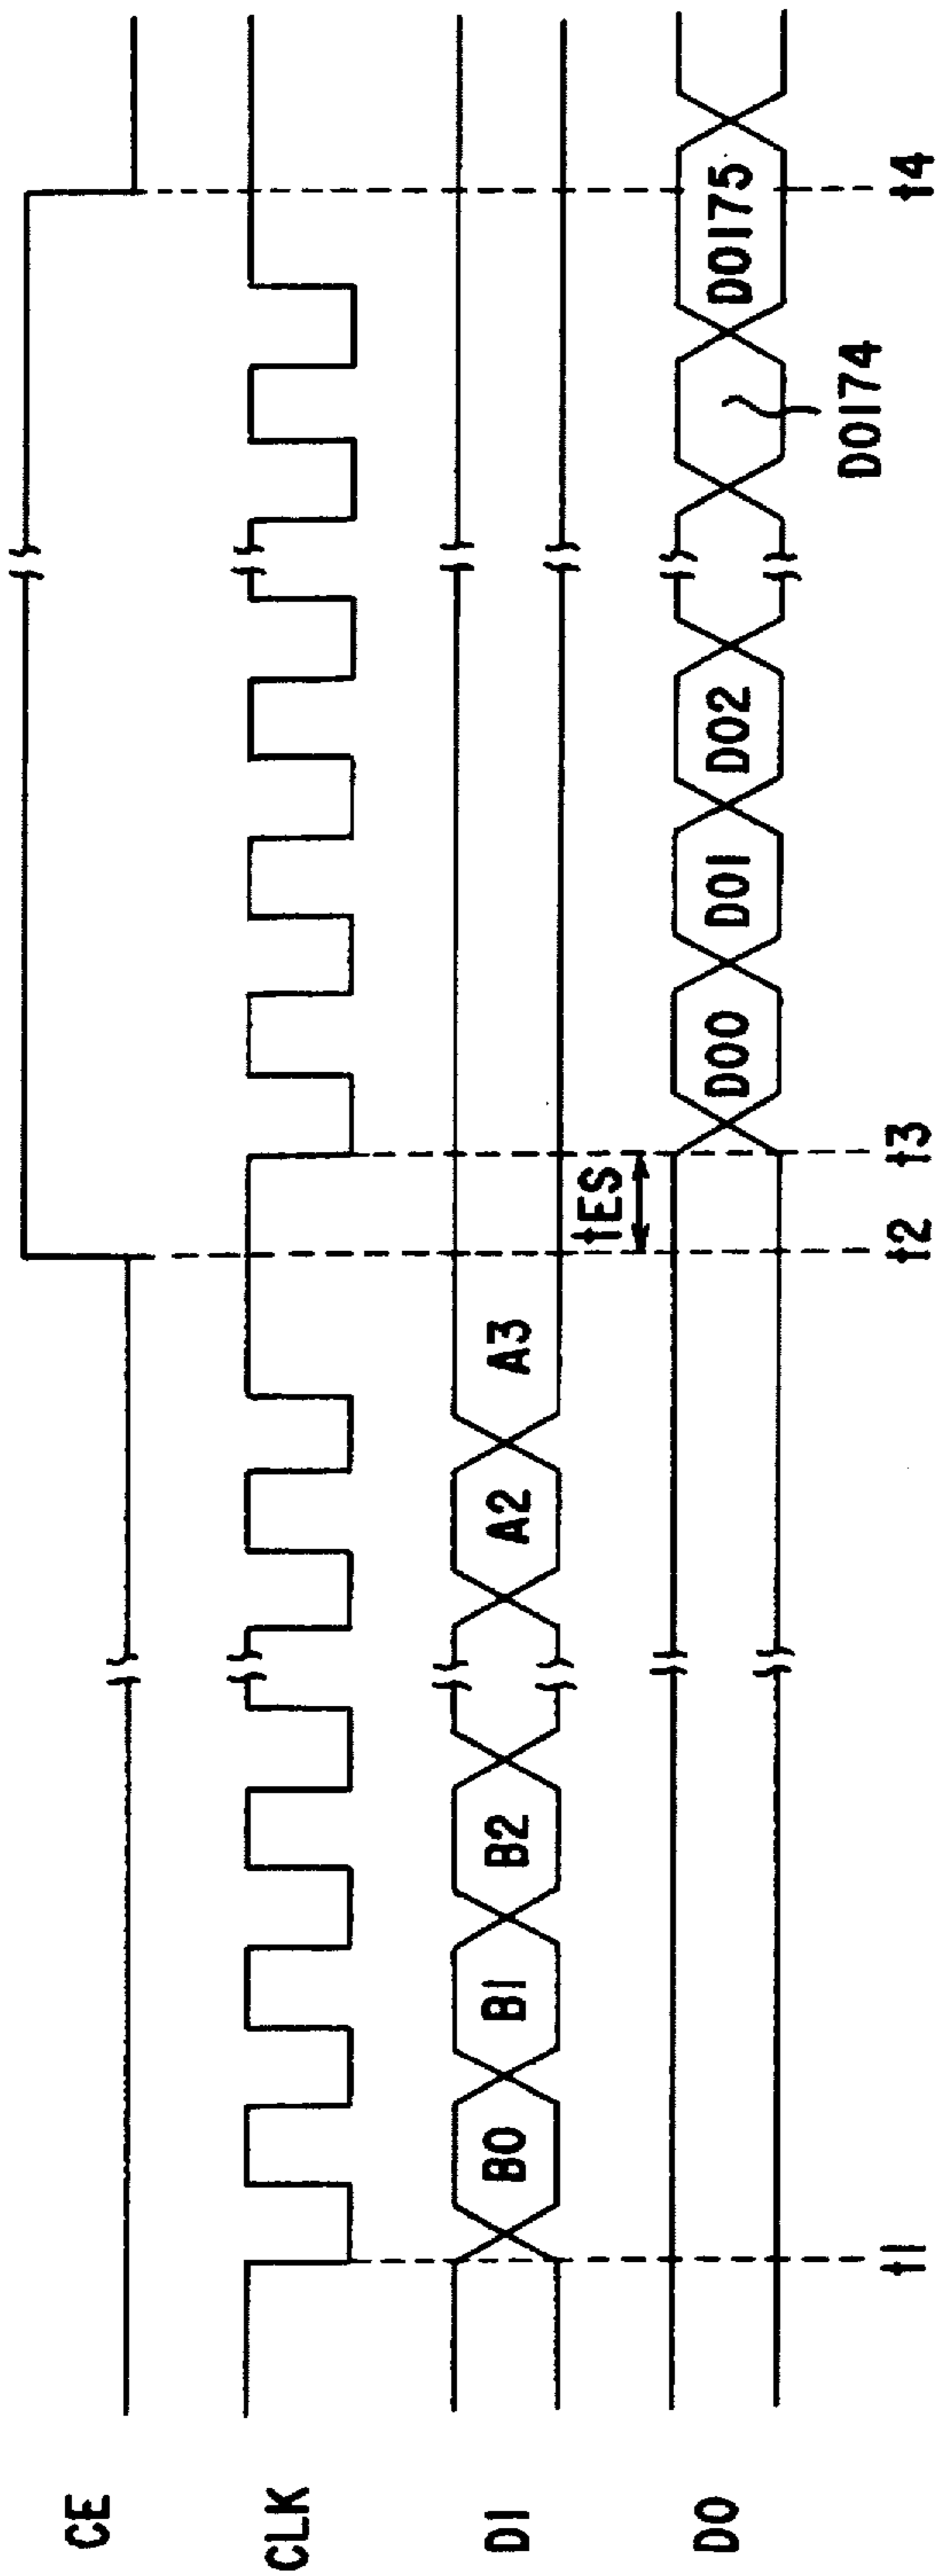 CE
CLK
DI
B0 B1 B2 A2 A3
tES
DO
DO0 DO1 DO2 DO175
DO174
t1 t2 t3 t4